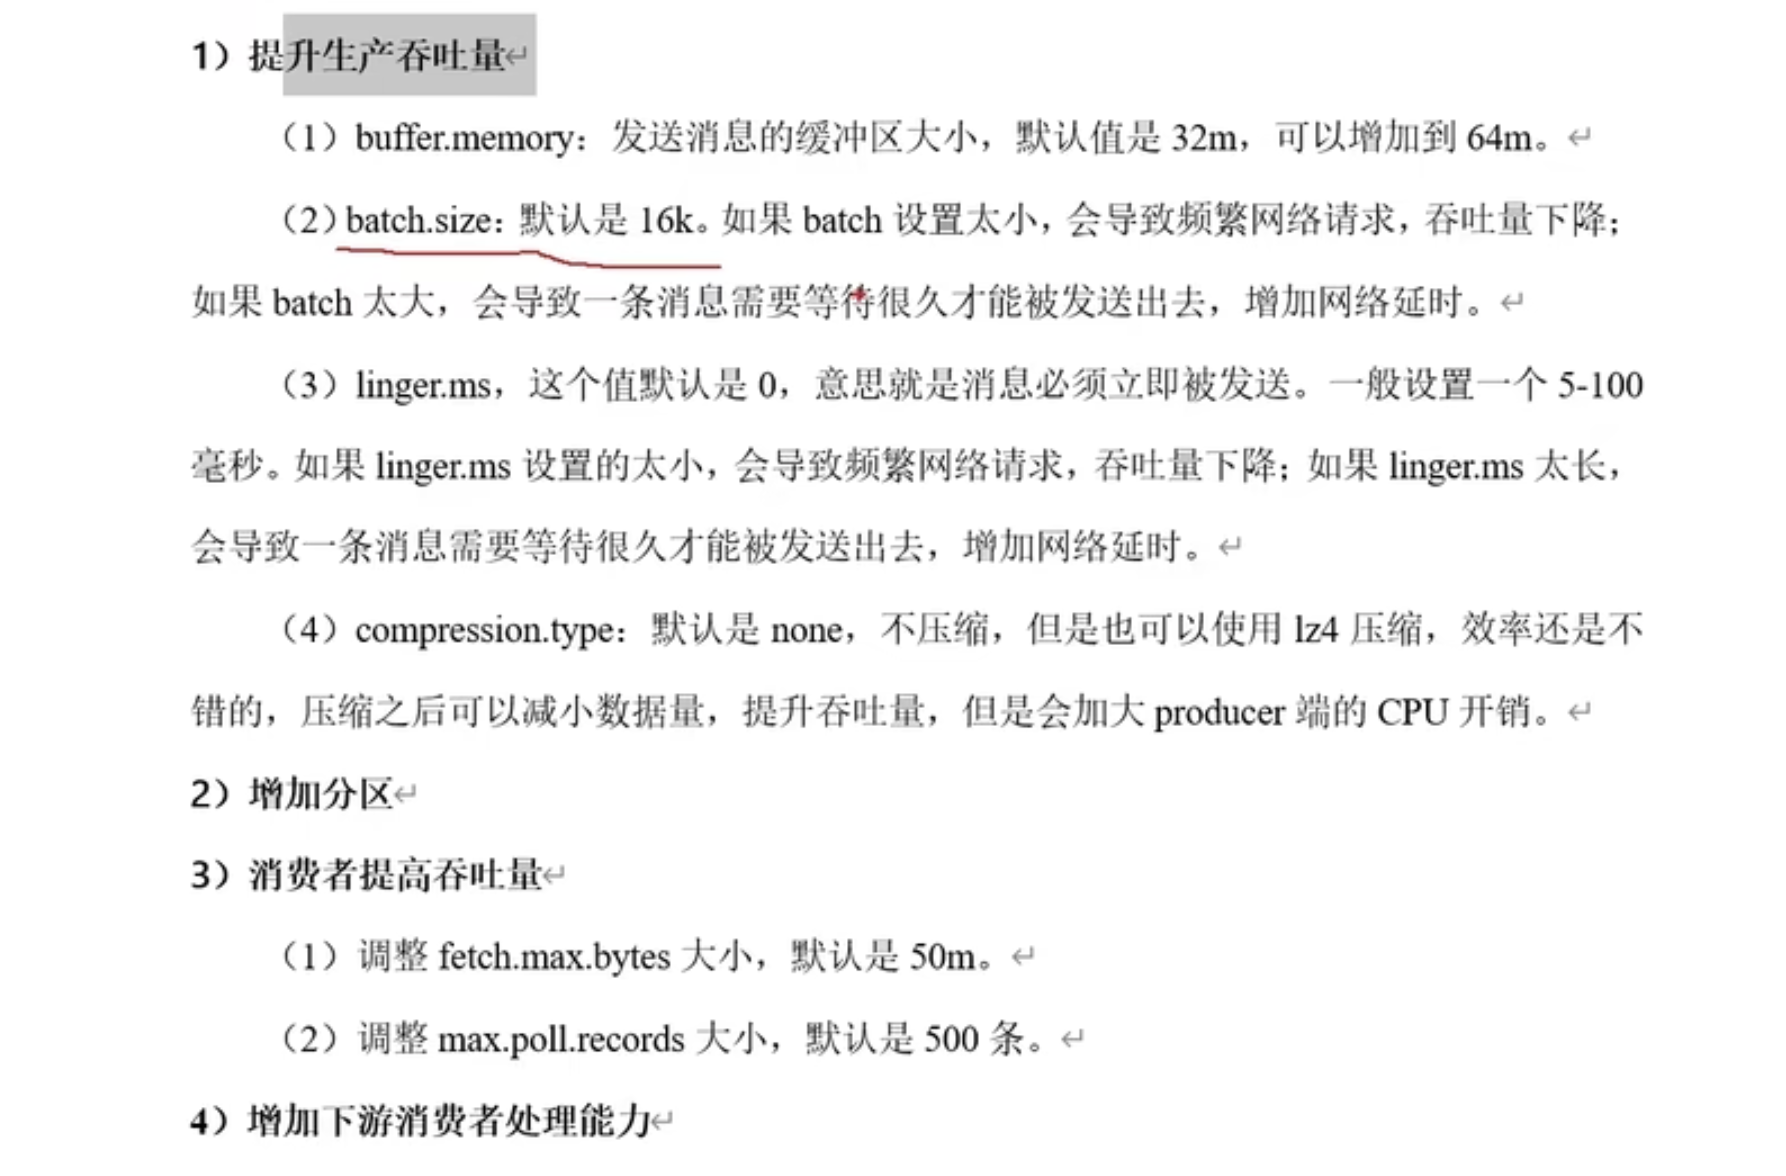 1）提升生产吞吐量↵
（1）buffer.memory：发送消息的缓冲区大小，默认值是 32m，可以增加到 64m。↵
（2）batch.size：默认是 16k。如果 batch 设置太小，会导致频繁网络请求，吞吐量下降；
如果 batch 太大，会导致一条消息需要等待很久才能被发送出去，增加网络延时。↵
（3）linger.ms，这个值默认是 0，意思就是消息必须立即被发送。一般设置一个 5-100
毫秒。如果 linger.ms 设置的太小，会导致频繁网络请求，吞吐量下降；如果 linger.ms 太长，
会导致一条消息需要等待很久才能被发送出去，增加网络延时。↵
（4）compression.type：默认是 none，不压缩，但是也可以使用 lz4 压缩，效率还是不
错的，压缩之后可以减小数据量，提升吞吐量，但是会加大 producer 端的 CPU 开销。↵
2）增加分区↵
3）消费者提高吞吐量↵
（1）调整 fetch.max.bytes 大小，默认是 50m。↵
（2）调整 max.poll.records 大小，默认是 500 条。↵
4）增加下游消费者处理能力↵